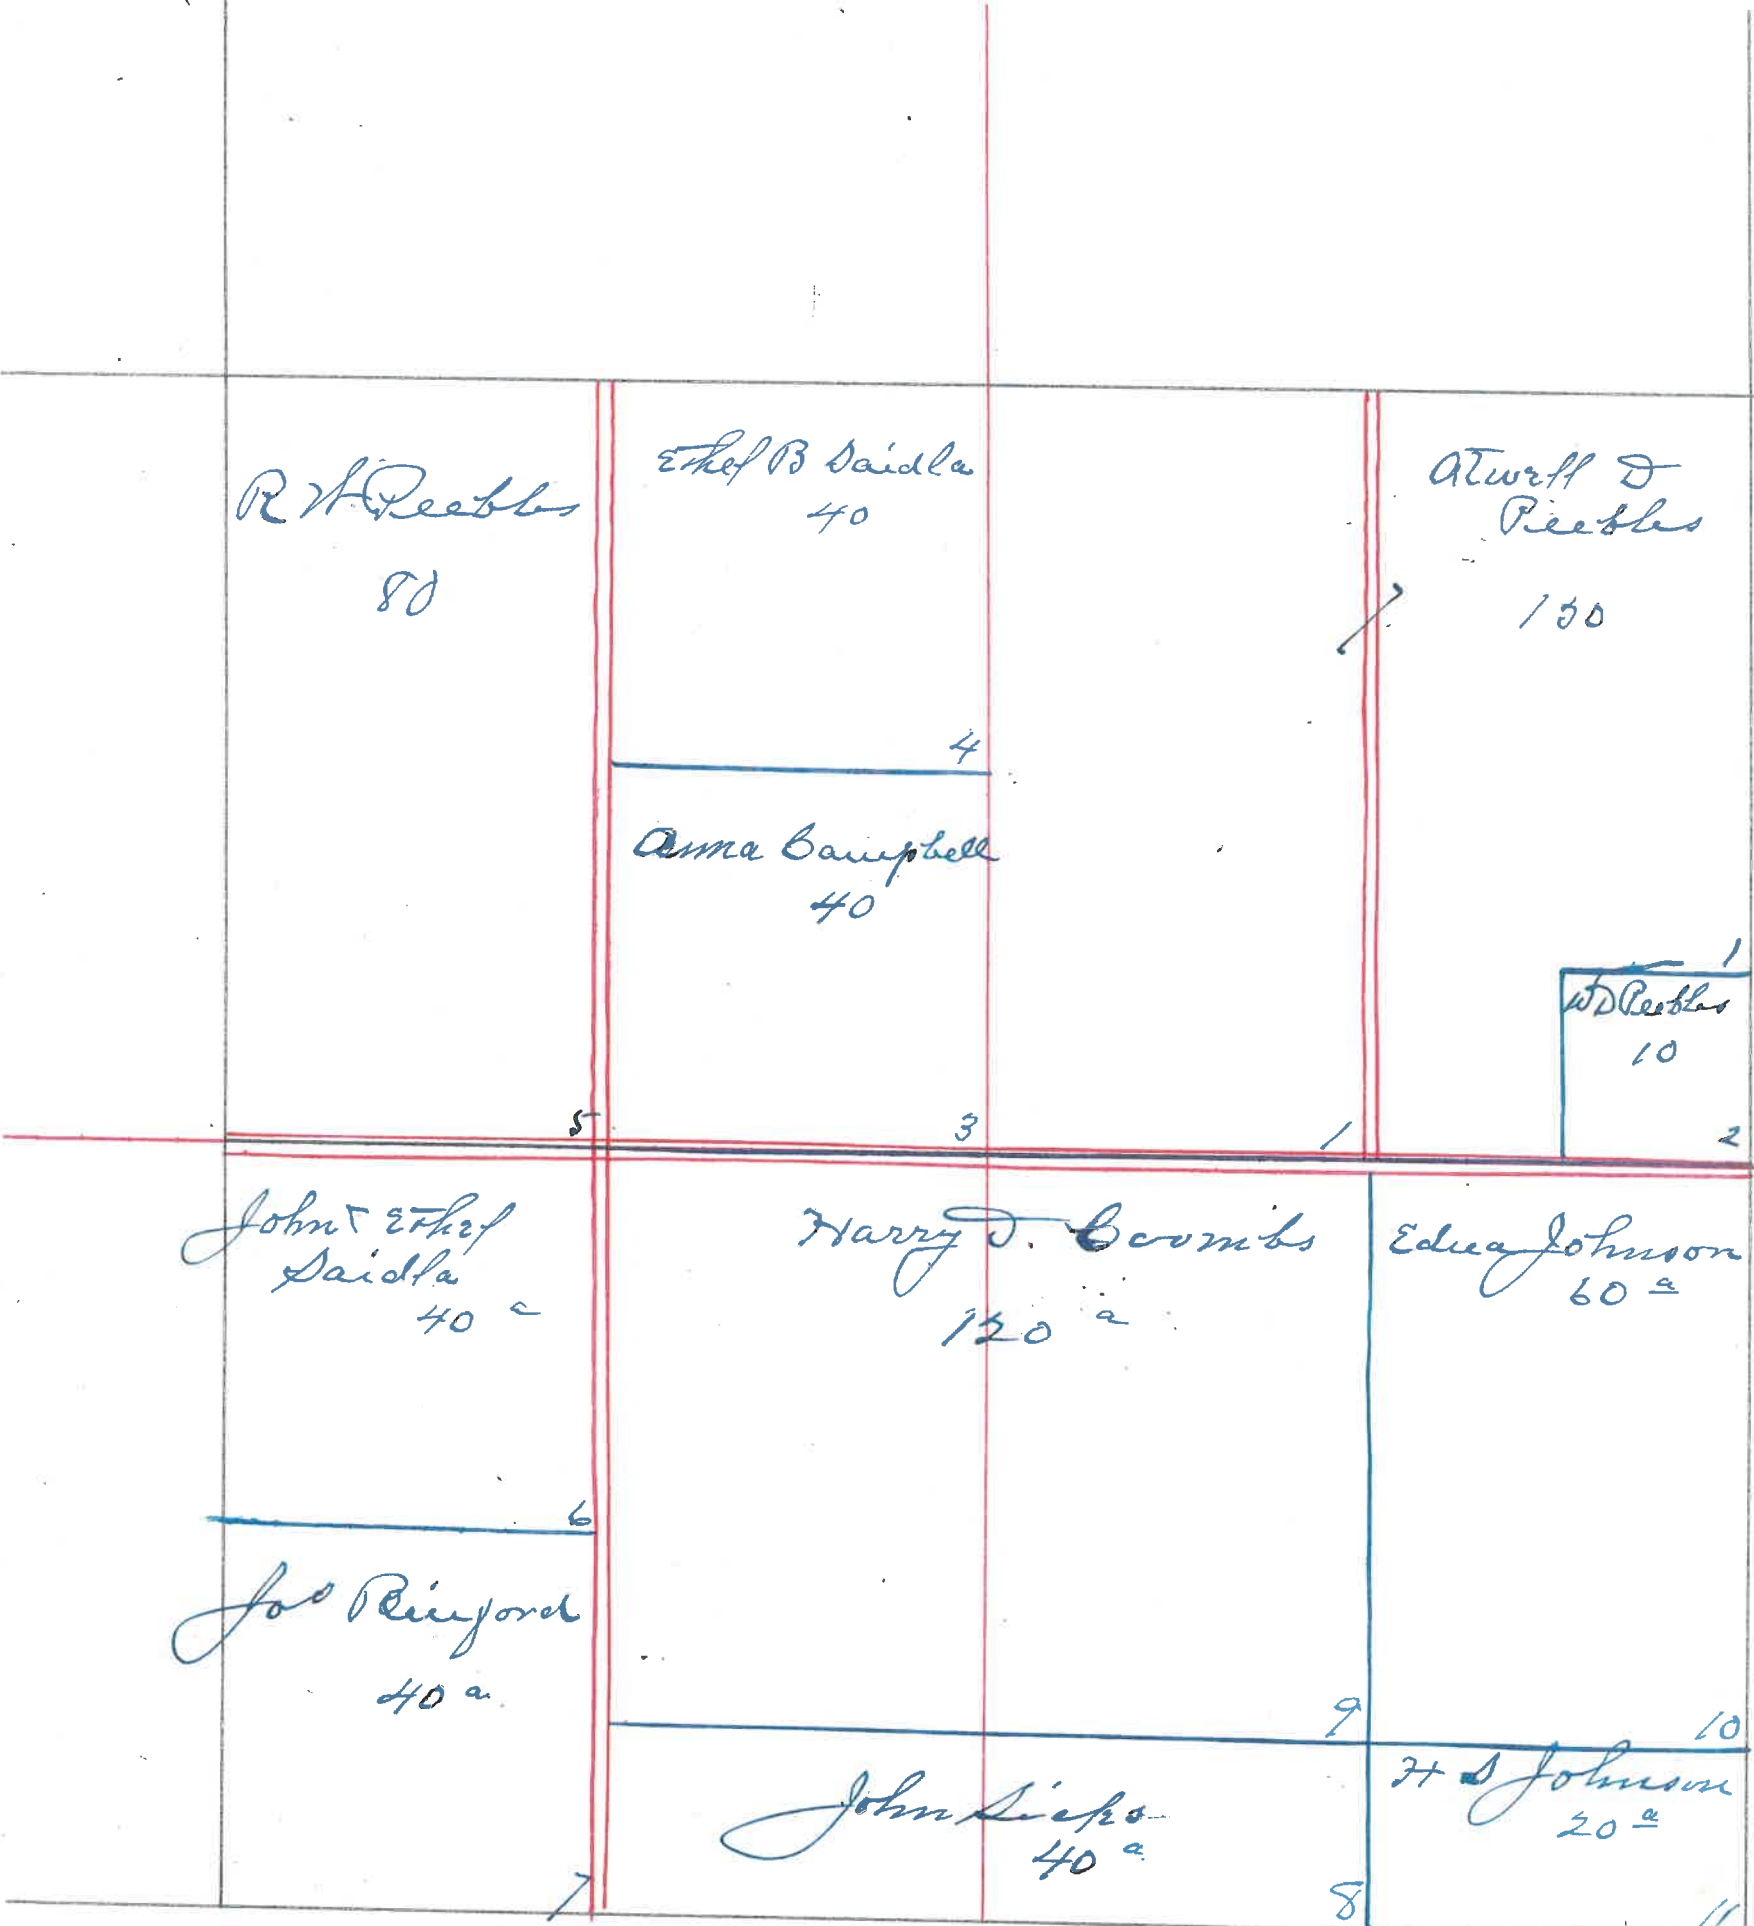 R W. Peebles
80
Ethel B Saidla
40
4
Atwell D
Peebles
150
Anna Campbell
40
1
W D Peebles
10
5
3
1
2
John & Ethel
Saidla
40 a
Harry D. Coombs
120 a
Edna Johnson
60 a
6
Jos Binford
40 a
9
10
John Sicks
40 a
H S Johnson
20 a
7
8
11